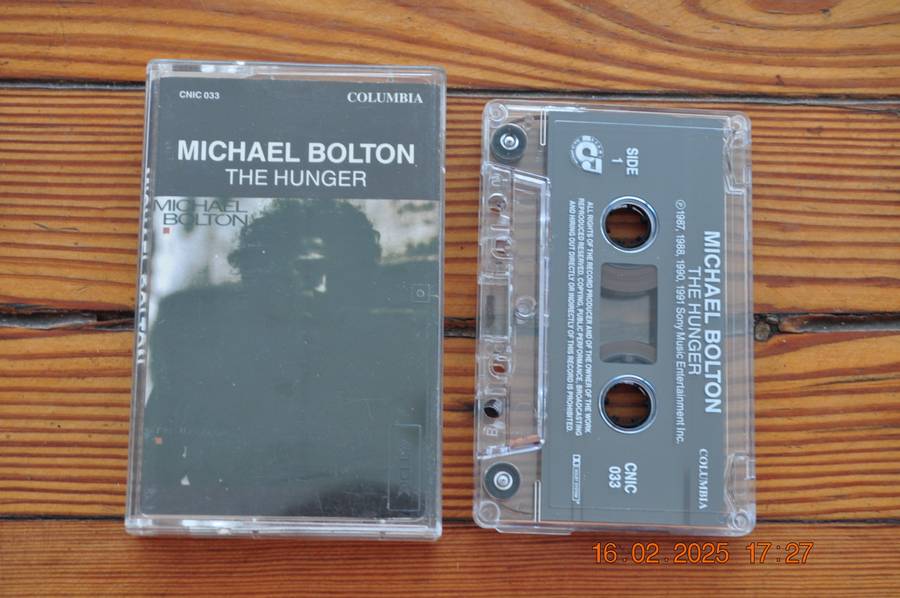 CNIC 033
COLUMBIA
MICHAEL BOLTON
THE HUNGER
MICHAEL
BOLTON
MICHAEL BOLTON
SIDE
1
ALL RIGHTS OF THE RECORD PRODUCER AND OF THE OWNER OF THE WORK
REPRODUCED RESERVED. COPYING, PUBLIC PERFORMANCE, BROADCASTING
AND HIRING OUT DIRECTLY OR INDIRECTLY OF THIS RECORD IS PROHIBITED.
MICHAEL BOLTON
THE HUNGER
℗1987, 1988, 1990, 1991 Sony Music Entertainment Inc.
CNIC
033
COLUMBIA
16.02.2025 17:27